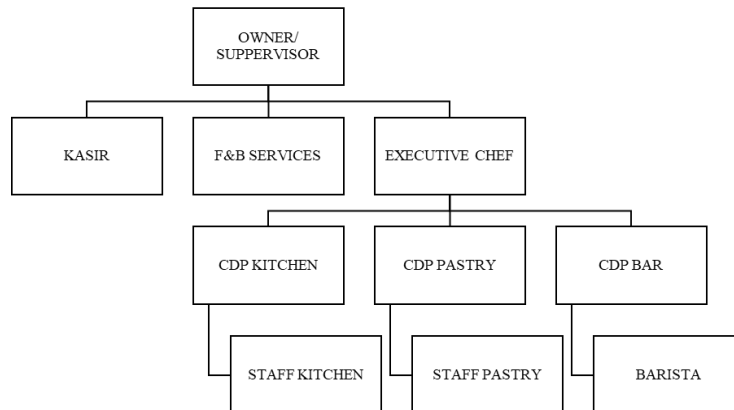 OWNER/
SUPPERVISOR
KASIR
F&B SERVICES
EXECUTIVE CHEF
CDP KITCHEN
CDP PASTRY
CDP BAR
STAFF KITCHEN
STAFF PASTRY
BARISTA